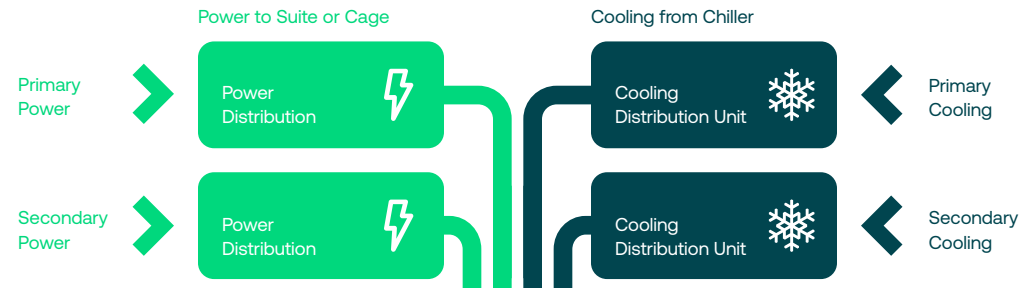 Power to Suite or Cage
Cooling from Chiller
Primary
Power
Power
Distribution
Cooling
Distribution Unit
Primary
Cooling
Secondary
Power
Power
Distribution
Cooling
Distribution Unit
Secondary
Cooling